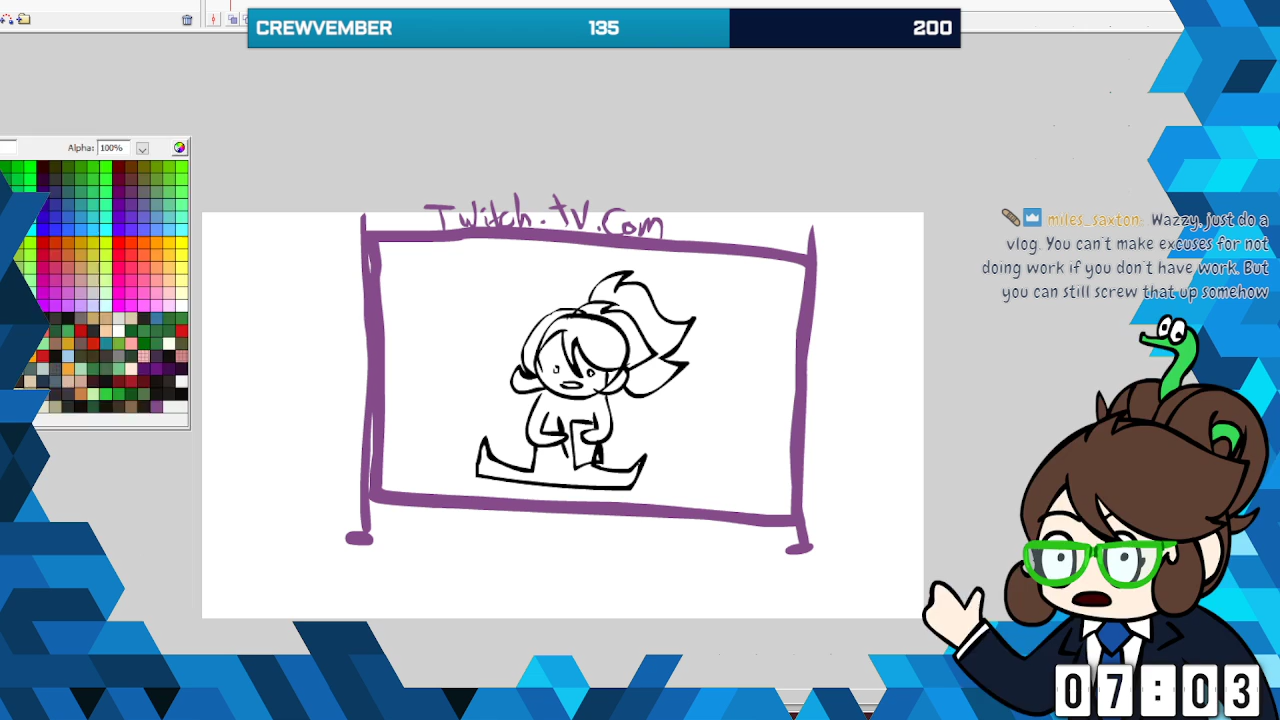 CREWVEMBER 135 200
Alpha: 100%
Twitch.tv.Com
miles_saxton: Wazzy, just do a
vlog. You can't make excuses for not
doing work if you don't have work. But
you can still screw that up somehow
07:03